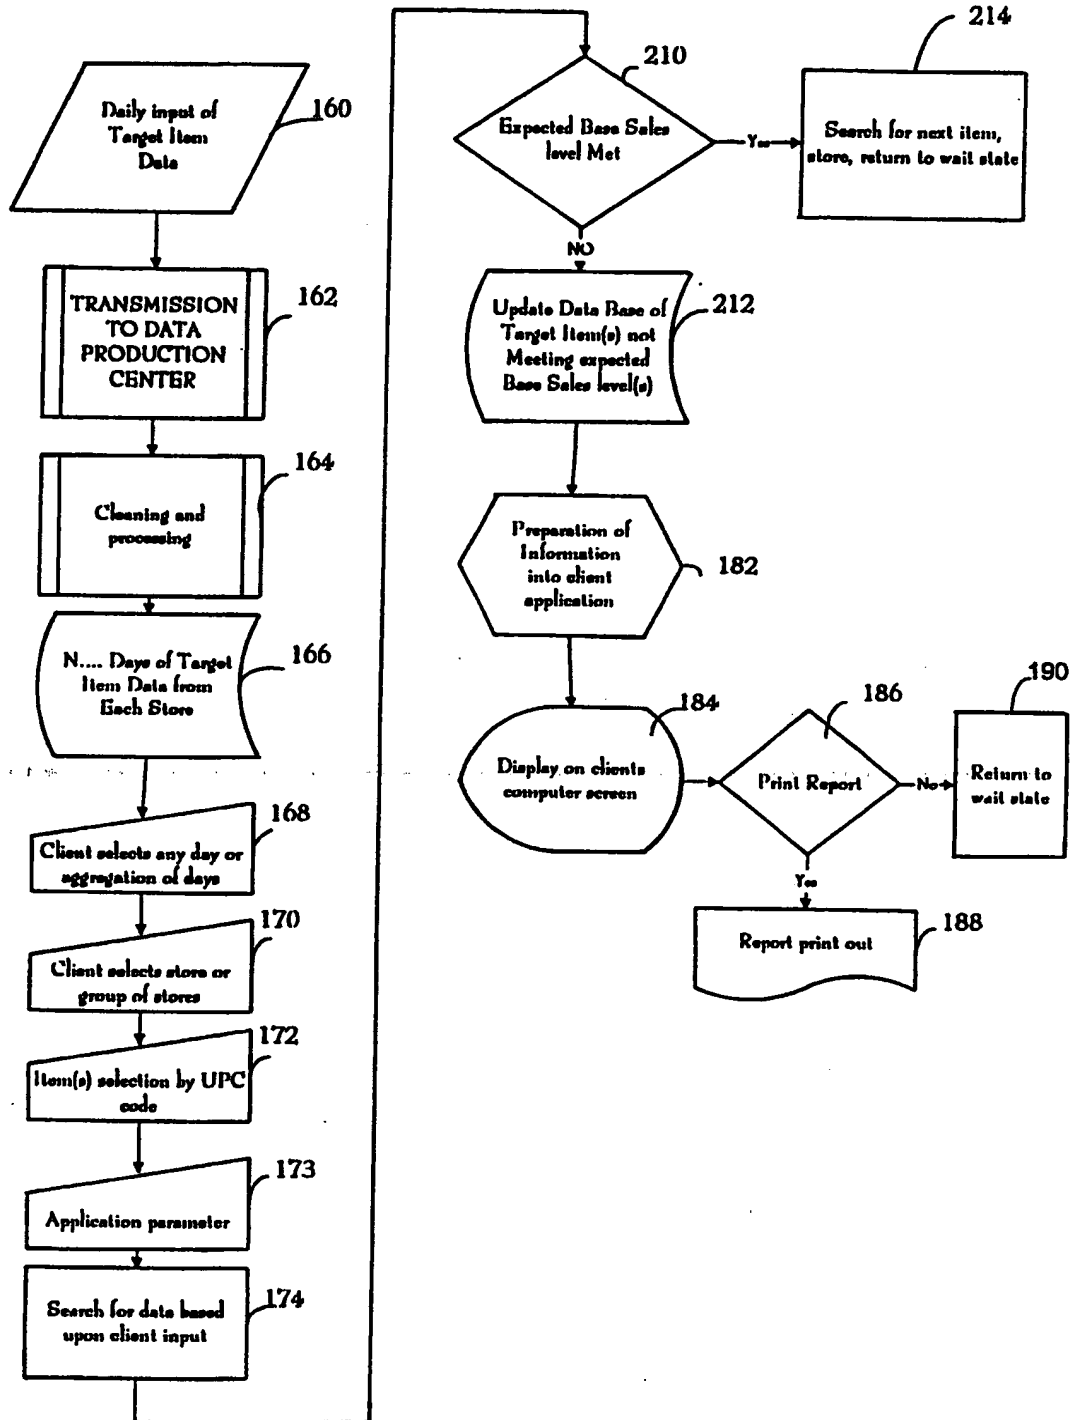 Daily input of
Target Item
Data
160
TRANSMISSION
TO DATA
PRODUCTION
CENTER
162
Cleaning and
processing
164
N.... Days of Target
Item Data from
Each Store
166
Client selects any day or
aggregation of days
168
Client selects store or
group of stores
170
Item(s) selection by UPC
code
172
Application parameter
173
Search for data based
upon client input
174
Expected Base Sales
level Met
210
Yes
Search for next item,
store, return to wait state
214
NO
Update Data Base of
Target Item(s) not
Meeting expected
Base Sales level(s)
212
Preparation of
Information
into client
application
182
Display on clients
computer screen
184
Print Report
186
No
Return to
wait state
190
Yes
Report print out
188